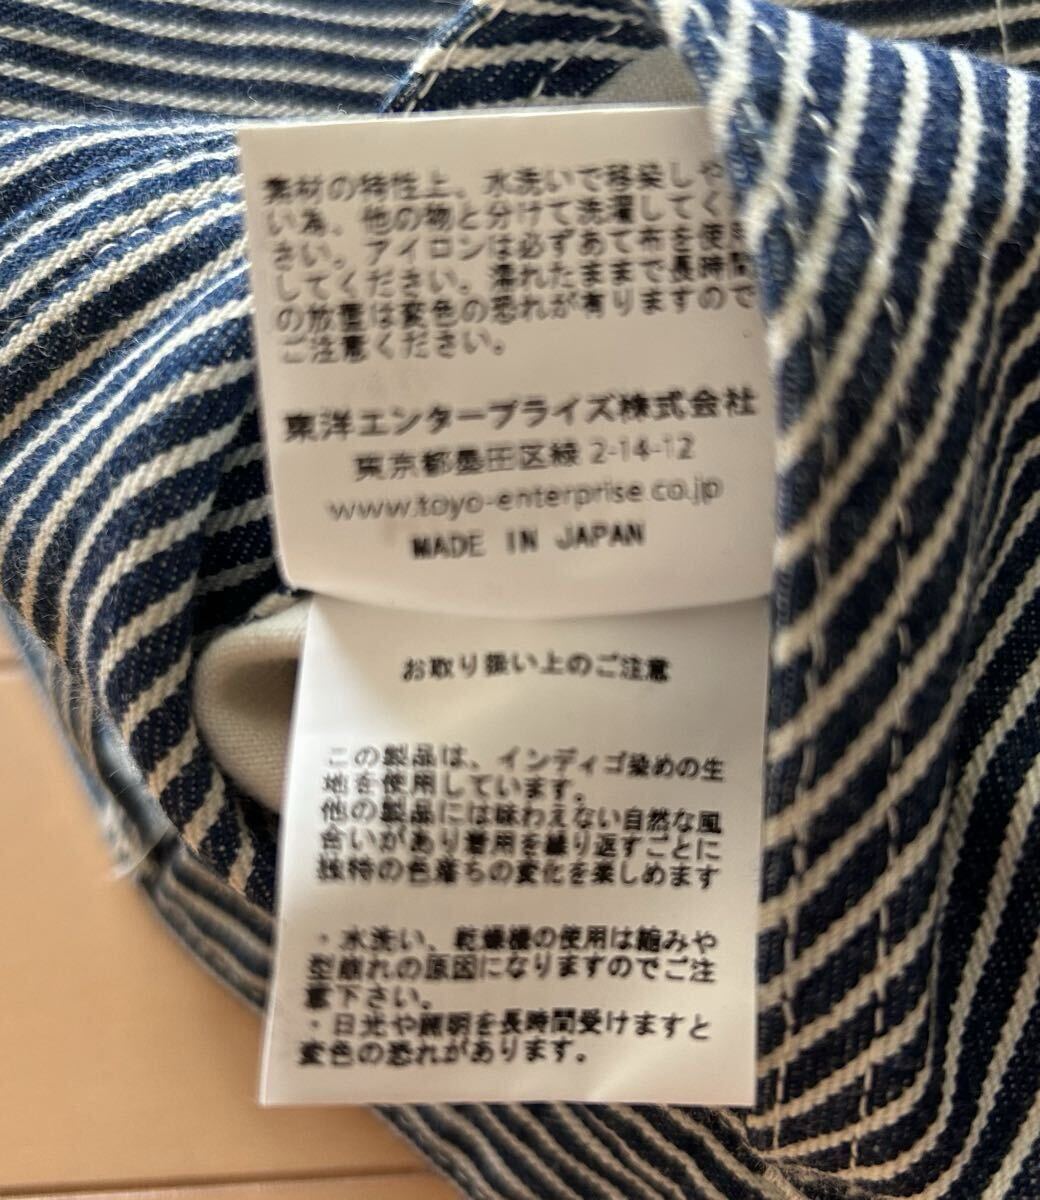 素材の特性上、水洗いで移染しや
い為、他の物と分けて洗濯してくだ
さい。アイロンは必ずあて布を使用
してください。濡れたままで長時間
の放置は変色の恐れが有りますので
ご注意ください。
東洋エンタープライズ株式会社
東京都墨田区緑 2-14-12
www.toyo-enterprise.co.jp
MADE IN JAPAN
お取り扱い上のご注意
この製品は、インディゴ染めの生
地を使用しています。
他の製品には味わえない自然な風
合いがあり着用を繰り返すごとに
独特の色落ちの変化を楽しめます
・水洗い、乾燥機の使用は縮みや
型崩れの原因になりますのでご注
意下さい。
・日光や照明を長時間受けますと
変色の恐れがあります。